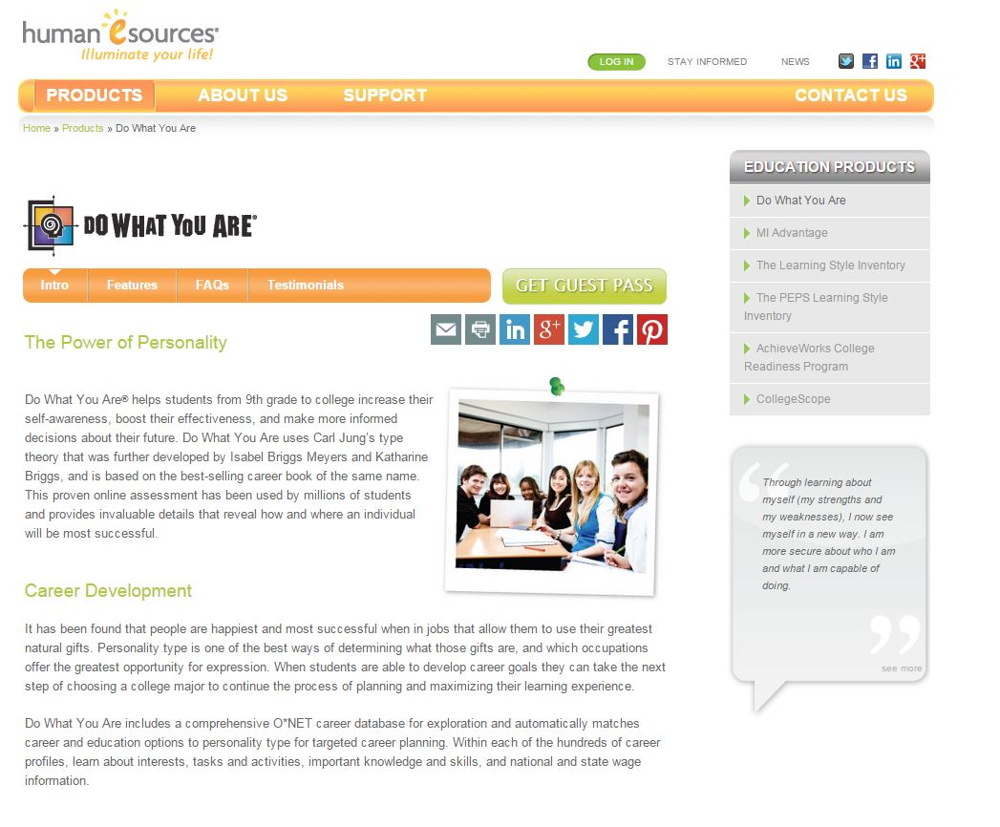 human esources®
Illuminate your life!
LOG IN
STAY INFORMED
NEWS
PRODUCTS
ABOUT US
SUPPORT
CONTACT US
Home » Products » Do What You Are
DO WHAT YOU ARE®
Intro
Features
FAQs
Testimonials
GET GUEST PASS
The Power of Personality
Do What You Are® helps students from 9th grade to college increase their
self-awareness, boost their effectiveness, and make more informed
decisions about their future. Do What You Are uses Carl Jung's type
theory that was further developed by Isabel Briggs Meyers and Katharine
Briggs, and is based on the best-selling career book of the same name.
This proven online assessment has been used by millions of students
and provides invaluable details that reveal how and where an individual
will be most successful.
Career Development
It has been found that people are happiest and most successful when in jobs that allow them to use their greatest
natural gifts. Personality type is one of the best ways of determining what those gifts are, and which occupations
offer the greatest opportunity for expression. When students are able to develop career goals they can take the next
step of choosing a college major to continue the process of planning and maximizing their learning experience.
Do What You Are includes a comprehensive O*NET career database for exploration and automatically matches
career and education options to personality type for targeted career planning. Within each of the hundreds of career
profiles, learn about interests, tasks and activities, important knowledge and skills, and national and state wage
information.
EDUCATION PRODUCTS
Do What You Are
MI Advantage
The Learning Style Inventory
The PEPS Learning Style
Inventory
AchieveWorks College
Readiness Program
CollegeScope
Through learning about
myself (my strengths and
my weaknesses), I now see
myself in a new way. I am
more secure about who I am
and what I am capable of
doing.
see more